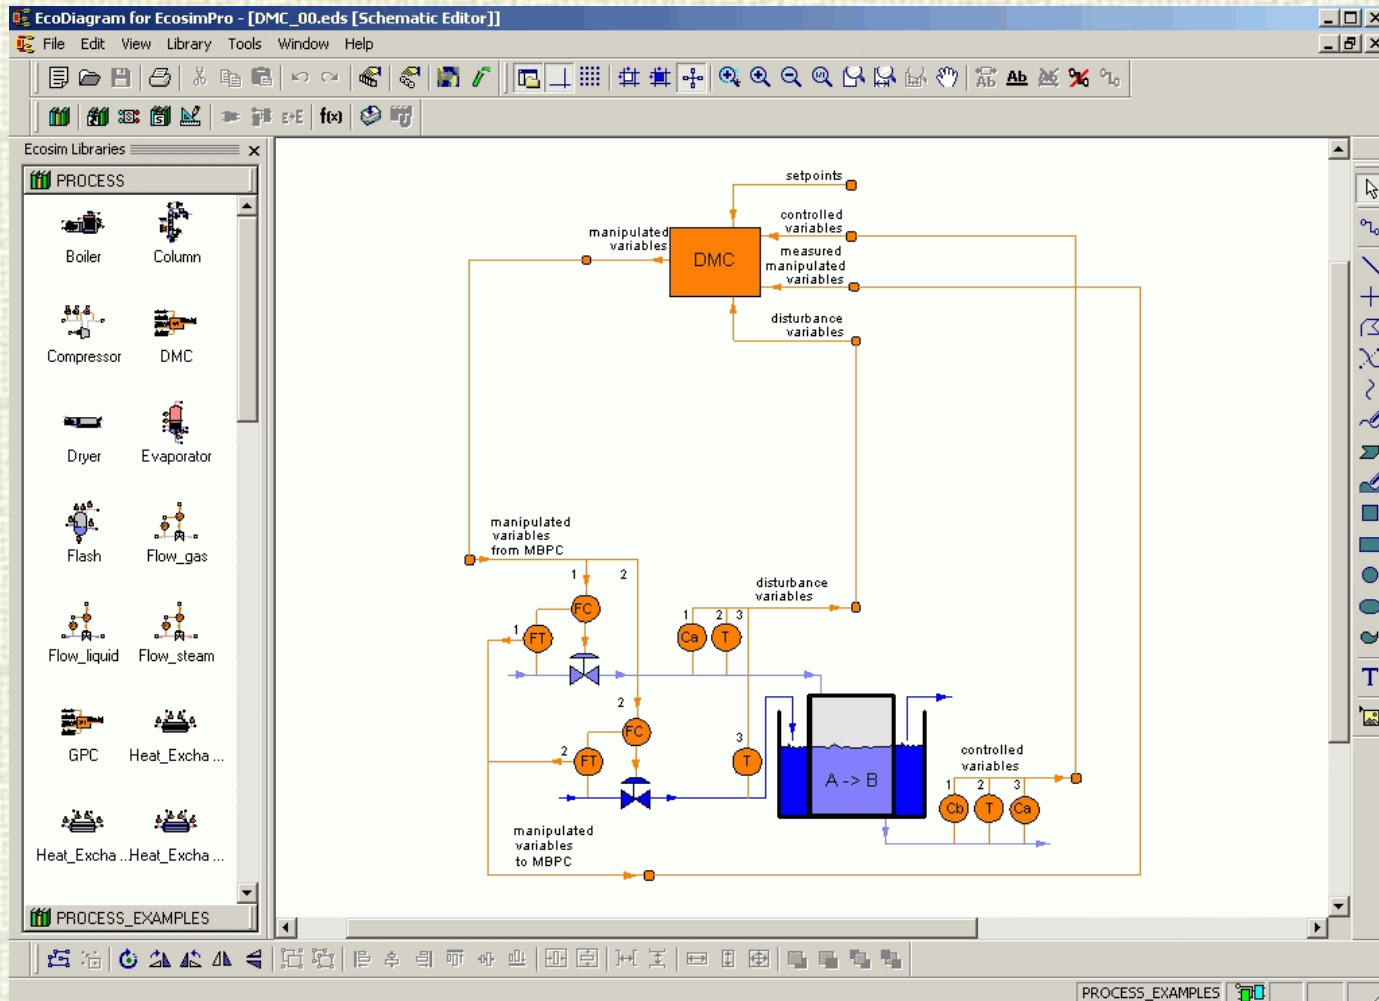 EcoDiagram for EcosimPro - [DMC_00.eds [Schematic Editor]]
File Edit View Library Tools Window Help
Ab
Ab
f(x)
Ecosim Libraries
PROCESS
Boiler
Column
Compressor
DMC
Dryer
Evaporator
Flash
Flow_gas
Flow_liquid
Flow_steam
GPC
Heat_Excha ...
Heat_Excha ...
Heat_Excha ...
PROCESS_EXAMPLES
setpoints
controlled
variables
manipulated
variables
DMC
measured
manipulated
variables
disturbance
variables
manipulated
variables
from MBPC
1
2
FC
1
FT
disturbance
variables
1
2
3
Ca
T
2
FC
2
FT
3
T
A -> B
controlled
variables
1
2
3
Cb
T
Ca
manipulated
variables
to MBPC
T
PROCESS_EXAMPLES